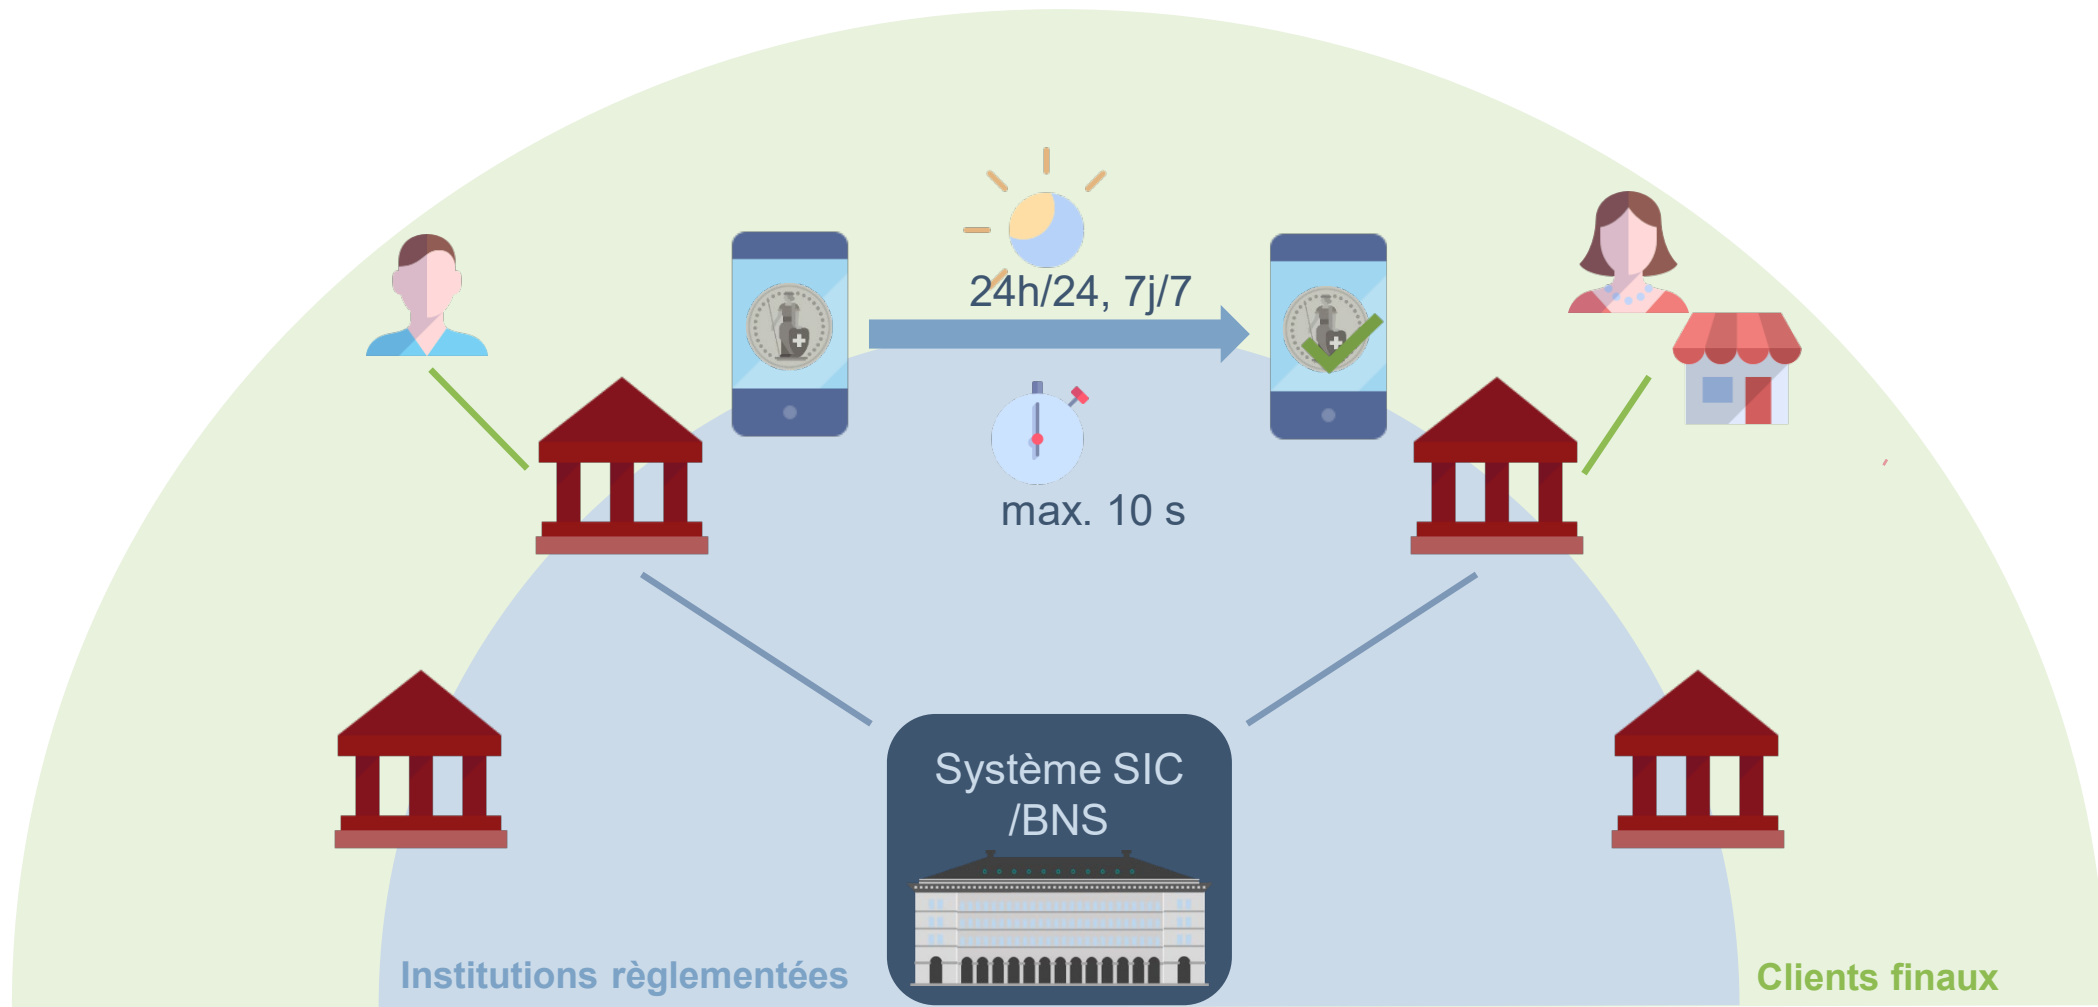 24h/24, 7j/7
max. 10 s
Système SIC
/BNS
Institutions règlementées
Clients finaux